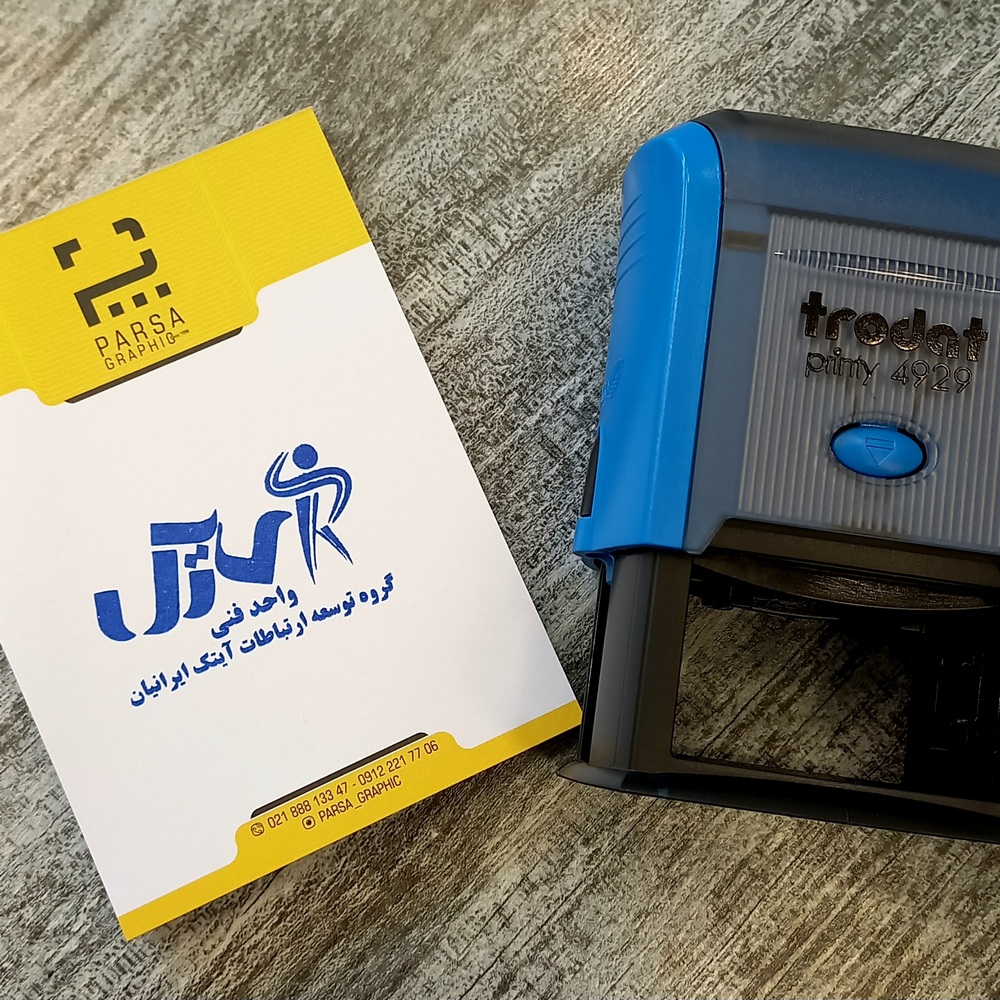 PARSA
GRAPHIC
واحد فنی
گروه توسعه ارتباطات آیتک ایرانیان
021 888 133 47 - 0912 221 77 06
PARSA_GRAPHIC
trodat
printy 4929